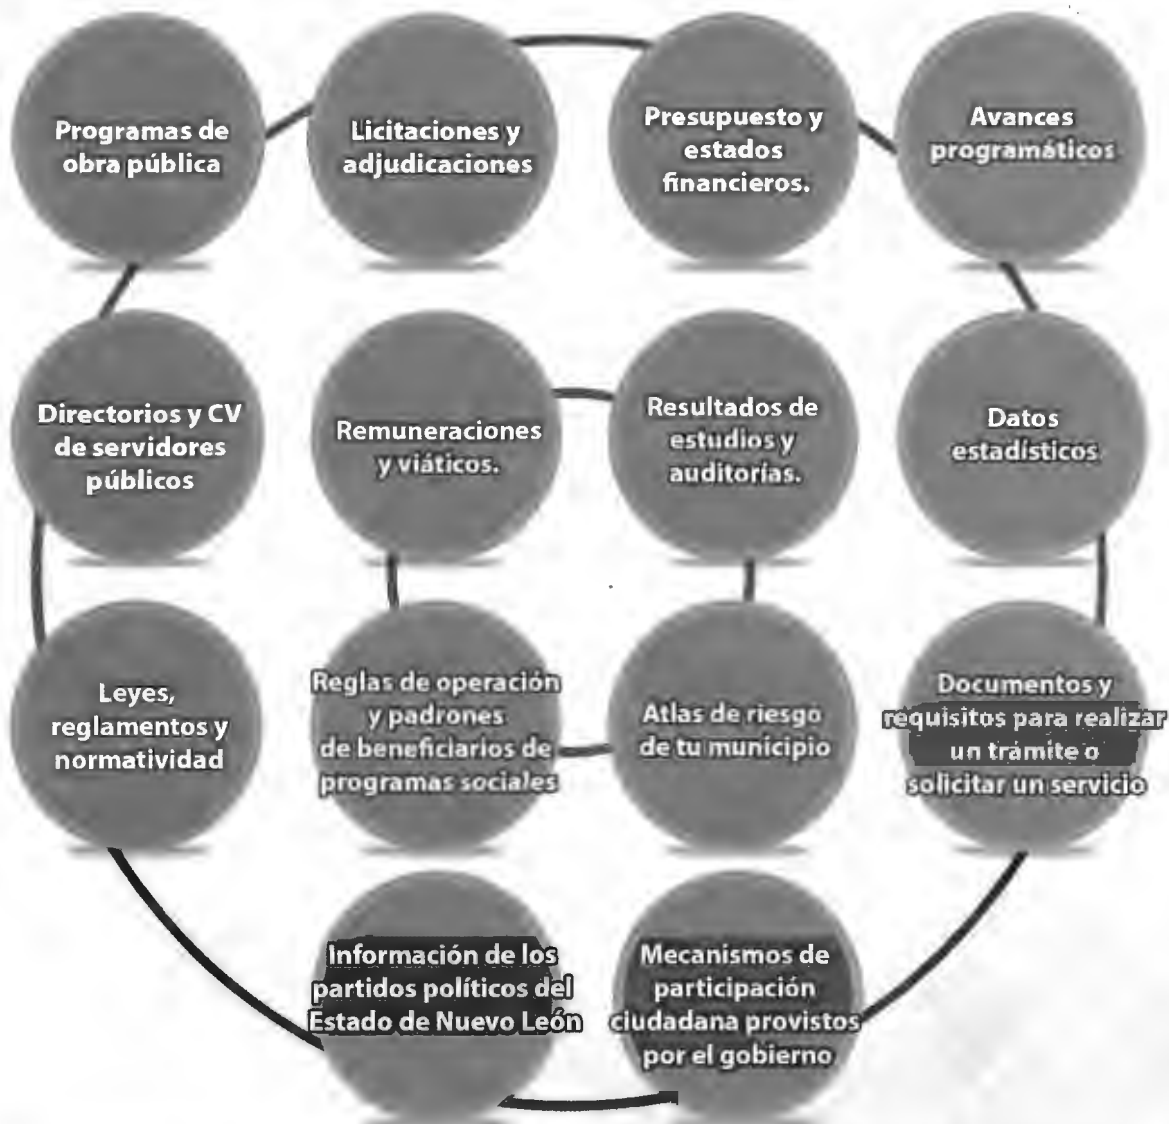 Programas de
obra pública
Licitaciones y
adjudicaciones
Presupuesto y
estados
financieros.
Avances
programáticos
Directorios y CV
de servidores
públicos
Remuneraciones
y viáticos.
Resultados de
estudios y
auditorías.
Datos
estadísticos
Leyes,
reglamentos y
normatividad
Reglas de operación
y padrones
de beneficiarios de
programas sociales
Atlas de riesgo
de tu municipio
Documentos y
requisitos para realizar
un trámite o
solicitar un servicio
Información de los
partidos políticos del
Estado de Nuevo León
Mecanismos de
participación
ciudadana provistos
por el gobierno